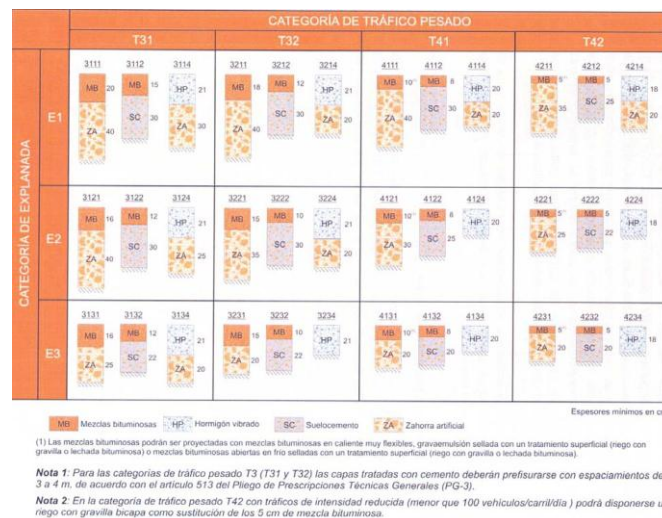 CATEGORÍA DE TRÁFICO PESADO
T31 T32 T41 T42
CATEGORÍA DE EXPLANADA
E1
3111 3112 3114 3211 3212 3214 4111 4112 4114 4211 4212 4214
MB 20 MB 15 HP 21 MB 18 MB 12 HP 21 MB 10 MB 8 HP 20 MB 5 MB 5 HP 18
ZA 40 SC 30 ZA 30 ZA 40 SC 30 ZA 20 ZA 40 SC 30 ZA 20 ZA 35 SC 25 ZA 20
E2
3121 3122 3124 3221 3222 3224 4121 4122 4124 4221 4222 4224
MB 16 MB 12 HP 21 MB 15 MB 10 HP 21 MB 10 MB 8 HP 20 MB 5 MB 5 HP 18
ZA 40 SC 30 ZA 25 ZA 35 SC 30 ZA 20 ZA 30 SC 25 ZA 25 SC 22
E3
3131 3132 3134 3231 3232 3234 4131 4132 4134 4231 4232 4234
MB 16 MB 12 HP 21 MB 15 MB 10 HP 21 MB 10 MB 8 HP 20 MB 5 MB 5 HP 18
ZA 25 SC 22 ZA 20 ZA 20 SC 22 ZA 20 SC 20 ZA 20 SC 20
Espesores mínimos en c
MB Mezclas bituminosas HP Hormigón vibrado SC Suelocemento ZA Zahorra artificial
(1) Las mezclas bituminosas podrán ser proyectadas con mezclas bituminosas en caliente muy flexibles, gravaemulsión sellada con un tratamiento superficial (riego con
gravilla o lechada bituminosa) o mezclas bituminosas abiertas en frío selladas con un tratamiento superficial (riego con gravilla o lechada bituminosa).
Nota 1: Para las categorías de tráfico pesado T3 (T31 y T32) las capas tratadas con cemento deberán prefisurarse con espaciamientos de
3 a 4 m, de acuerdo con el artículo 513 del Pliego de Prescripciones Técnicas Generales (PG-3).
Nota 2: En la categoría de tráfico pesado T42 con tráficos de intensidad reducida (menor que 100 vehículos/carril/día) podrá disponerse u
riego con gravilla bicapa como sustitución de los 5 cm de mezcla bituminosa.